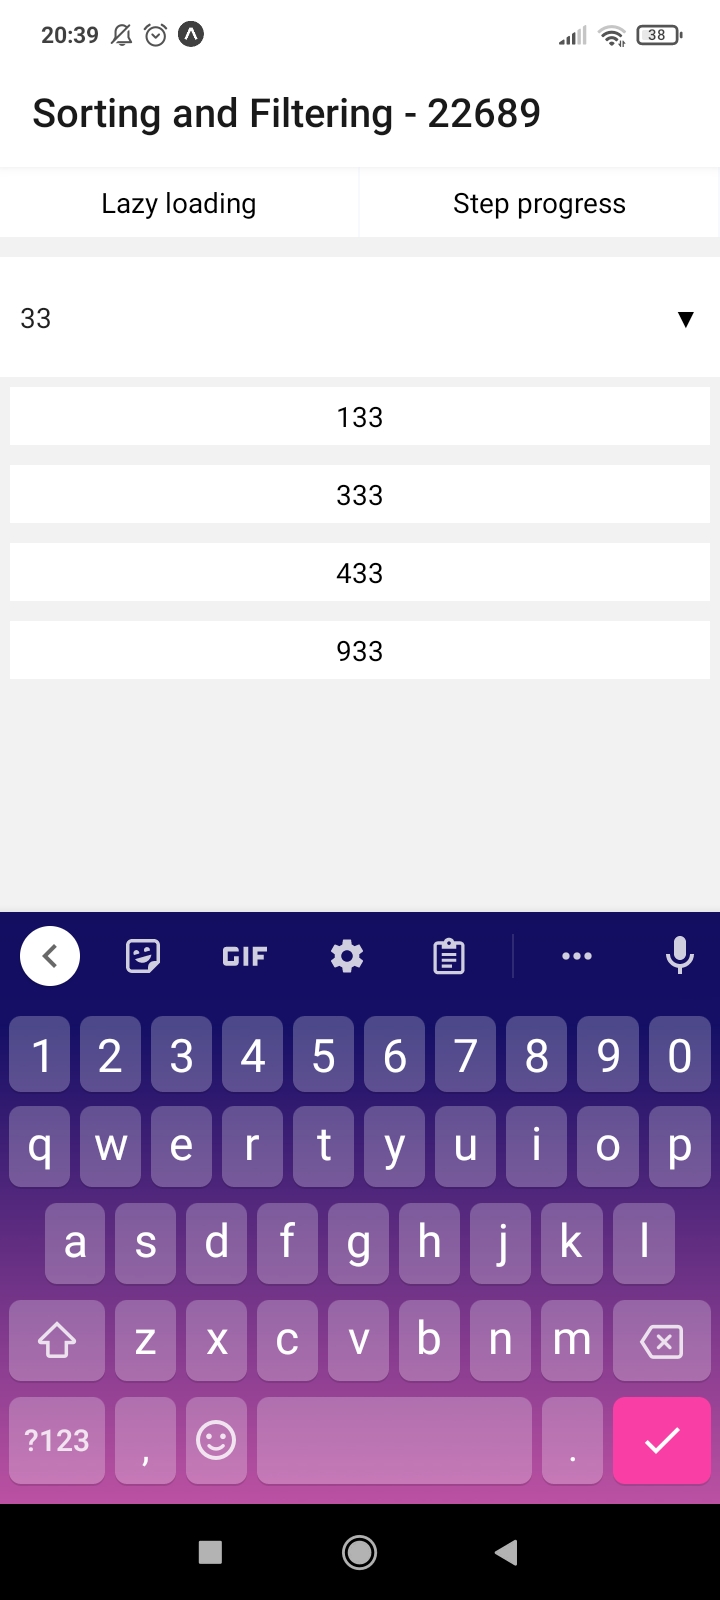 20:39 38
Sorting and Filtering - 22689
Lazy loading Step progress
33 ▼
133
333
433
933
GIF
1 2 3 4 5 6 7 8 9 0
q w e r t y u i o p
a s d f g h j k l
z x c v b n m
?123 , .